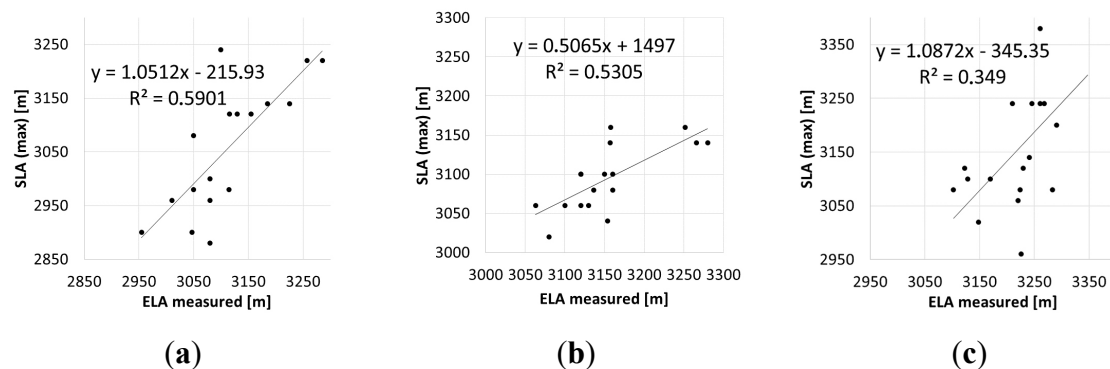 y = 1.0512x - 215.93
R² = 0.5901
SLA (max) [m]
3250
3150
3050
2950
2850
2850 2950 3050 3150 3250
ELA measured [m]
(a)
y = 0.5065x + 1497
R² = 0.5305
SLA (max) [m]
3300
3250
3200
3150
3100
3050
3000
3000 3050 3100 3150 3200 3250 3300
ELA measured [m]
(b)
y = 1.0872x - 345.35
R² = 0.349
SLA (max) [m]
3350
3250
3150
3050
2950
2950 3050 3150 3250 3350
ELA measured [m]
(c)